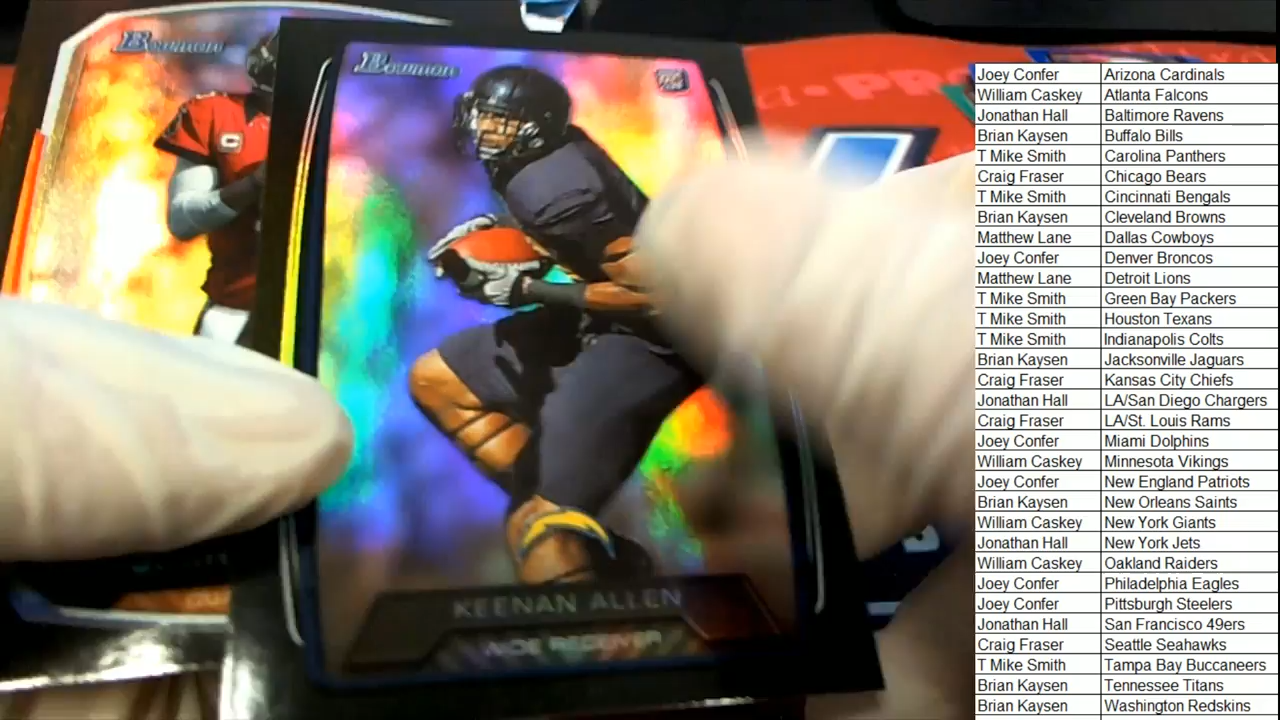 Bowman
Bowman
RC
PRO
KEENAN ALLEN
WIDE RECEIVER
Joey Confer Arizona Cardinals
William Caskey Atlanta Falcons
Jonathan Hall Baltimore Ravens
Brian Kaysen Buffalo Bills
T Mike Smith Carolina Panthers
Craig Fraser Chicago Bears
T Mike Smith Cincinnati Bengals
Brian Kaysen Cleveland Browns
Matthew Lane Dallas Cowboys
Joey Confer Denver Broncos
Matthew Lane Detroit Lions
T Mike Smith Green Bay Packers
T Mike Smith Houston Texans
T Mike Smith Indianapolis Colts
Brian Kaysen Jacksonville Jaguars
Craig Fraser Kansas City Chiefs
Jonathan Hall LA/San Diego Chargers
Craig Fraser LA/St. Louis Rams
Joey Confer Miami Dolphins
William Caskey Minnesota Vikings
Joey Confer New England Patriots
Brian Kaysen New Orleans Saints
William Caskey New York Giants
Jonathan Hall New York Jets
William Caskey Oakland Raiders
Joey Confer Philadelphia Eagles
Joey Confer Pittsburgh Steelers
Jonathan Hall San Francisco 49ers
Craig Fraser Seattle Seahawks
T Mike Smith Tampa Bay Buccaneers
Brian Kaysen Tennessee Titans
Brian Kaysen Washington Redskins